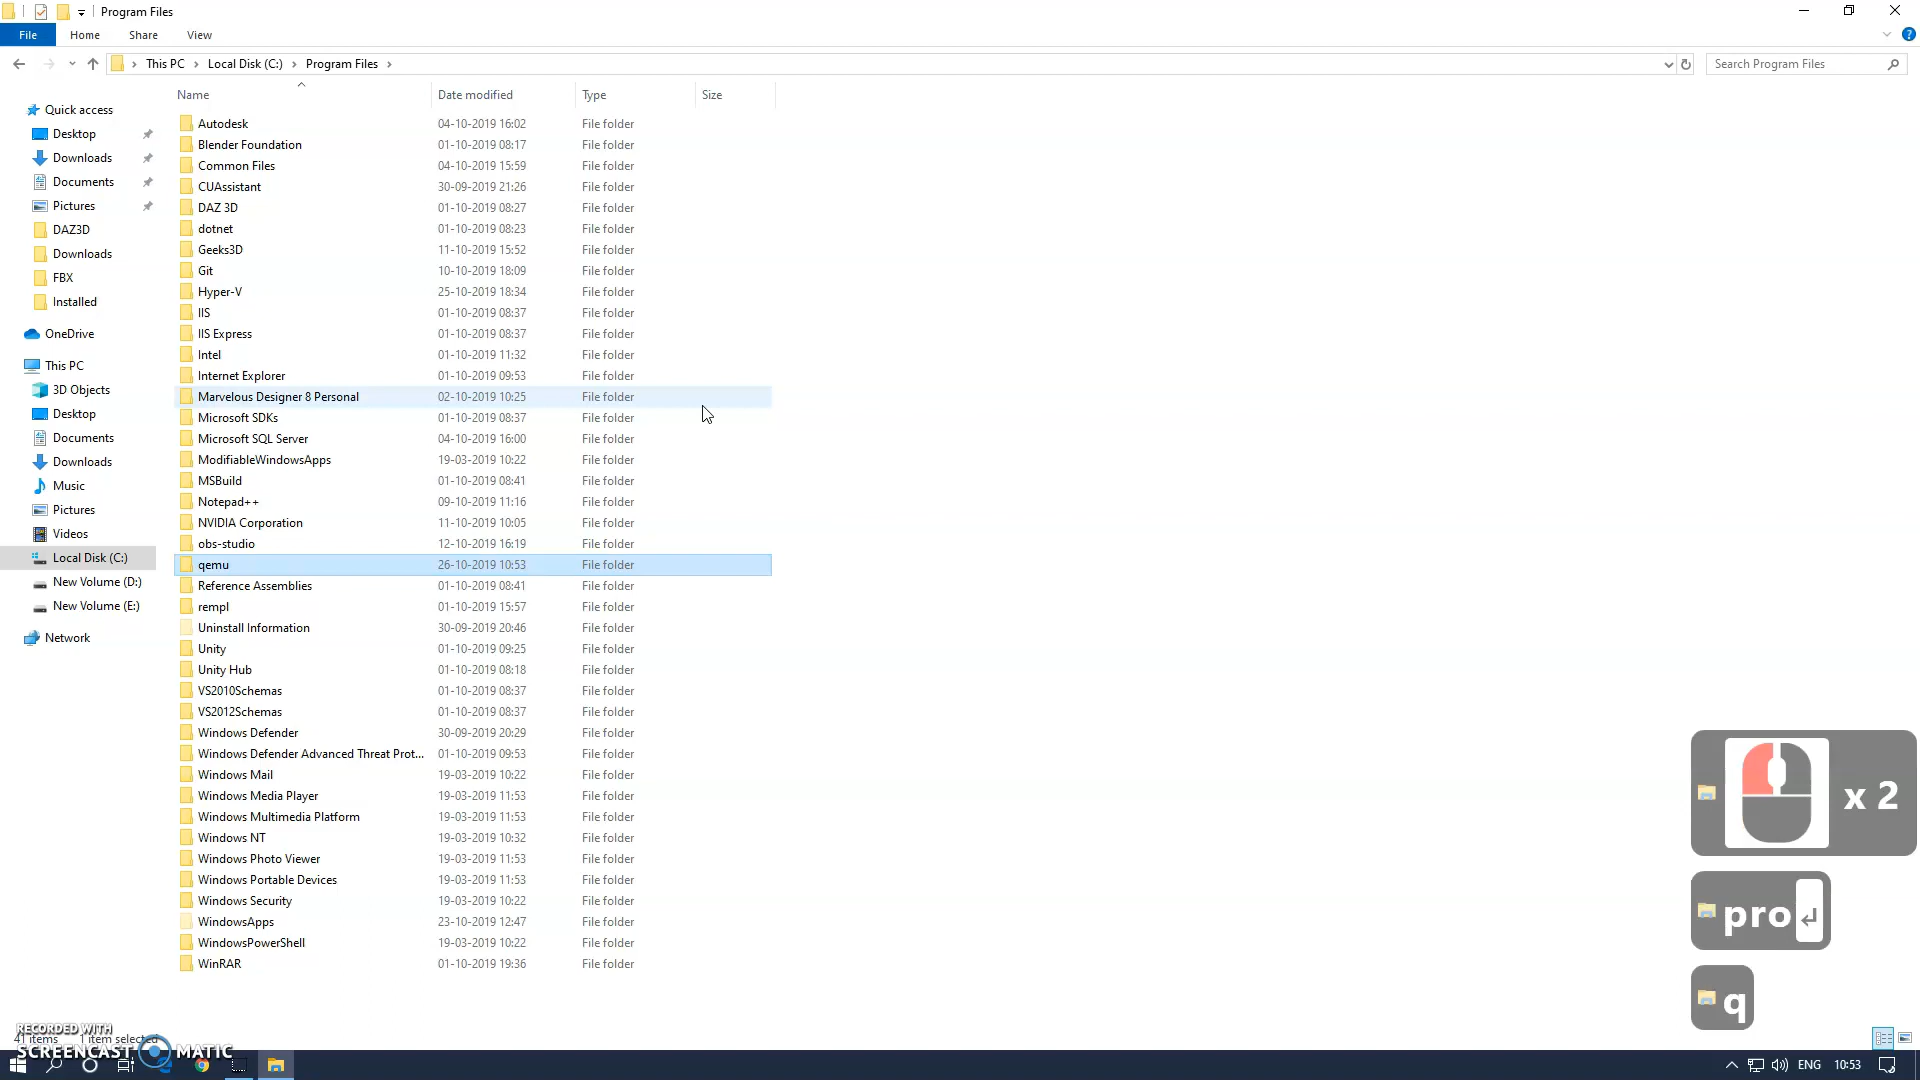 Program Files
File Home Share View
This PC Local Disk (C:) Program Files
Search Program Files
Name Date modified Type Size
Quick access
Desktop
Downloads
Documents
Pictures
DAZ3D
Downloads
FBX
Installed
OneDrive
This PC
3D Objects
Desktop
Documents
Downloads
Music
Pictures
Videos
Local Disk (C:)
New Volume (D:)
New Volume (E:)
Network
Autodesk 04-10-2019 16:02 File folder
Blender Foundation 01-10-2019 08:17 File folder
Common Files 04-10-2019 15:59 File folder
CUAssistant 30-09-2019 21:26 File folder
DAZ 3D 01-10-2019 08:27 File folder
dotnet 01-10-2019 08:23 File folder
Geeks3D 11-10-2019 15:52 File folder
Git 10-10-2019 18:09 File folder
Hyper-V 25-10-2019 18:34 File folder
IIS 01-10-2019 08:37 File folder
IIS Express 01-10-2019 08:37 File folder
Intel 01-10-2019 11:32 File folder
Internet Explorer 01-10-2019 09:53 File folder
Marvelous Designer 8 Personal 02-10-2019 10:25 File folder
Microsoft SDKs 01-10-2019 08:37 File folder
Microsoft SQL Server 04-10-2019 16:00 File folder
ModifiableWindowsApps 19-03-2019 10:22 File folder
MSBuild 01-10-2019 08:41 File folder
Notepad++ 09-10-2019 11:16 File folder
NVIDIA Corporation 11-10-2019 10:05 File folder
obs-studio 12-10-2019 16:19 File folder
qemu 26-10-2019 10:53 File folder
Reference Assemblies 01-10-2019 08:41 File folder
rempl 01-10-2019 15:57 File folder
Uninstall Information 30-09-2019 20:46 File folder
Unity 01-10-2019 09:25 File folder
Unity Hub 01-10-2019 08:18 File folder
VS2010Schemas 01-10-2019 08:37 File folder
VS2012Schemas 01-10-2019 08:37 File folder
Windows Defender 30-09-2019 20:29 File folder
Windows Defender Advanced Threat Prot... 01-10-2019 09:53 File folder
Windows Mail 19-03-2019 10:22 File folder
Windows Media Player 19-03-2019 11:53 File folder
Windows Multimedia Platform 19-03-2019 11:53 File folder
Windows NT 19-03-2019 10:32 File folder
Windows Photo Viewer 19-03-2019 11:53 File folder
Windows Portable Devices 19-03-2019 11:53 File folder
Windows Security 19-03-2019 10:22 File folder
WindowsApps 23-10-2019 12:47 File folder
WindowsPowerShell 19-03-2019 10:22 File folder
WinRAR 01-10-2019 19:36 File folder
x 2
pro
q
RECORDED WITH
41 items 1 item selected
SCREENCAST MATIC
ENG 10:53